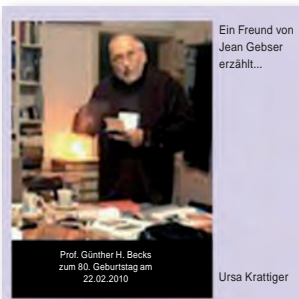 Ein Freund von
Jean Gebser
erzählt...
Prof. Günther H. Becks
zum 80. Geburtstag am
22.02.2010
Ursa Krattiger